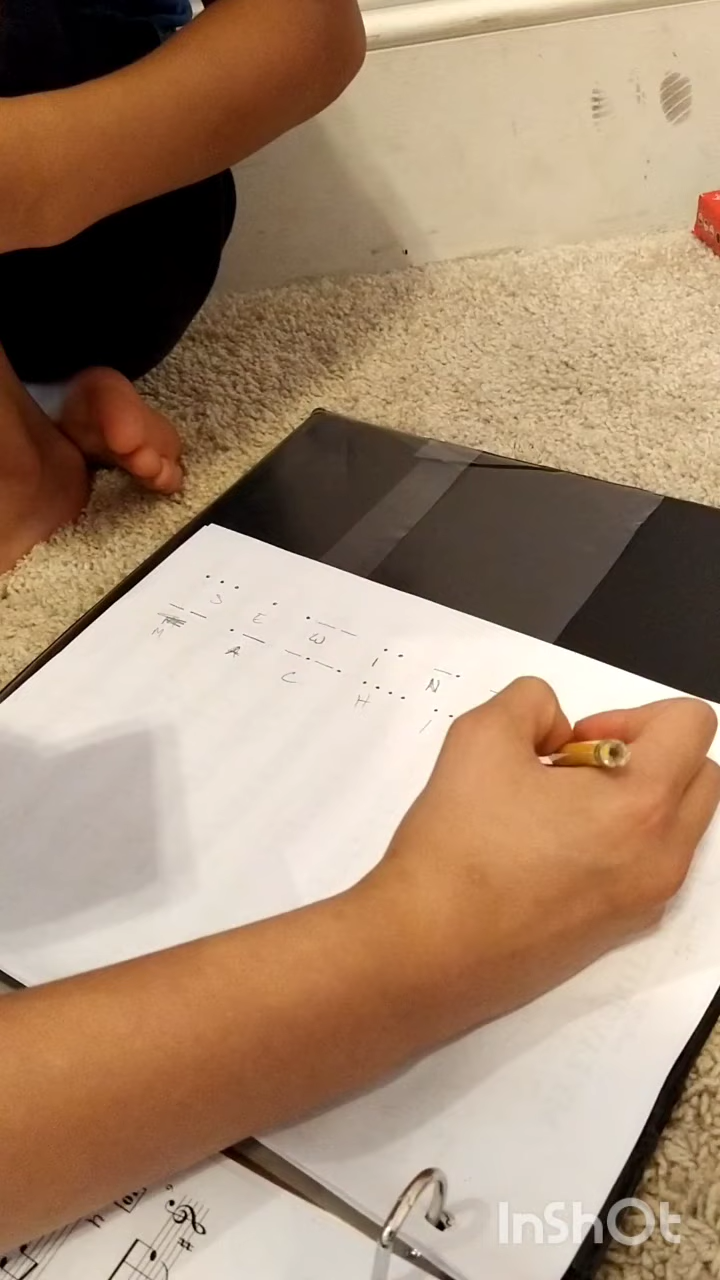 ... . .-- .. -.
S E W I N
-- .- -.-. .... ..
M A C H I
InShOt